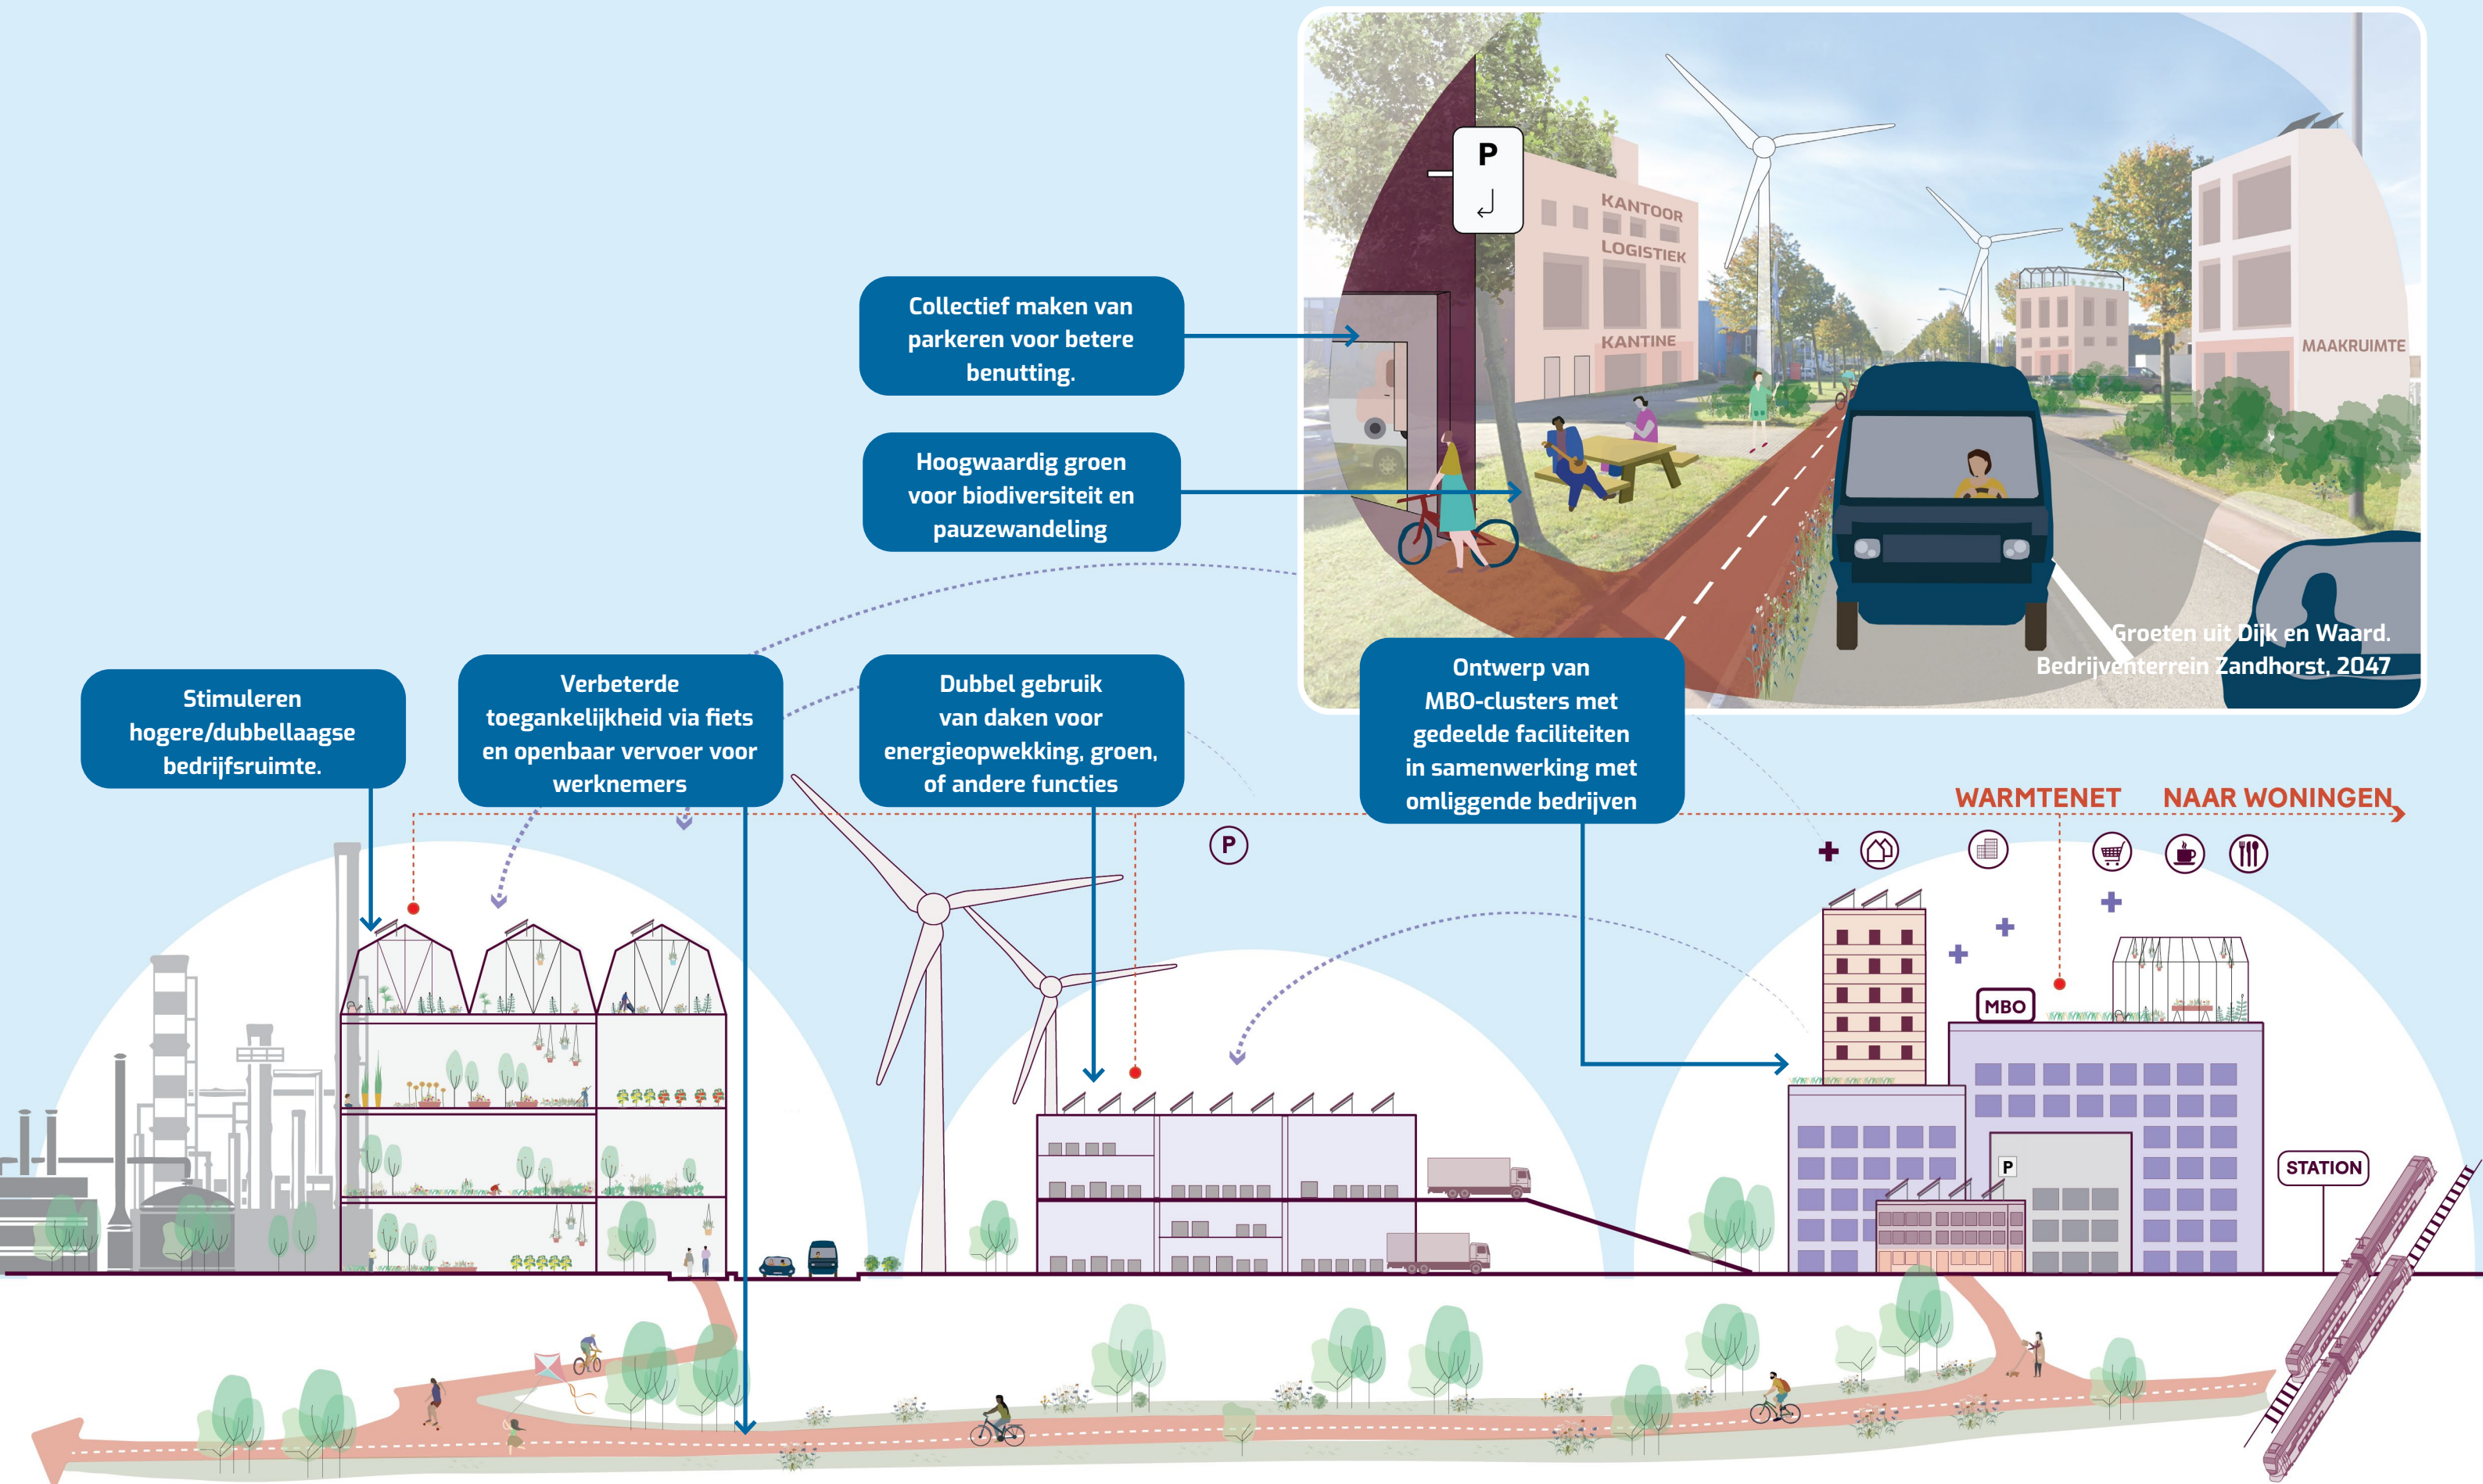 P
KANTOOR
LOGISTIEK
KANTINE
MAAKRUIMTE
Groeten uit Dijk en Waard.
Bedrijventerrein Zandhorst, 2047
Collectief maken van
parkeren voor betere
benutting.
Hoogwaardig groen
voor biodiversiteit en
pauzewandeling
Stimuleren
hogere/dubbellaagse
bedrijfsruimte.
Verbeterde
toegankelijkheid via fiets
en openbaar vervoer voor
werknemers
Dubbel gebruik
van daken voor
energieopwekking, groen,
of andere functies
Ontwerp van
MBO-clusters met
gedeelde faciliteiten
in samenwerking met
omliggende bedrijven
WARMTENET NAAR WONINGEN
P
MBO
P
STATION